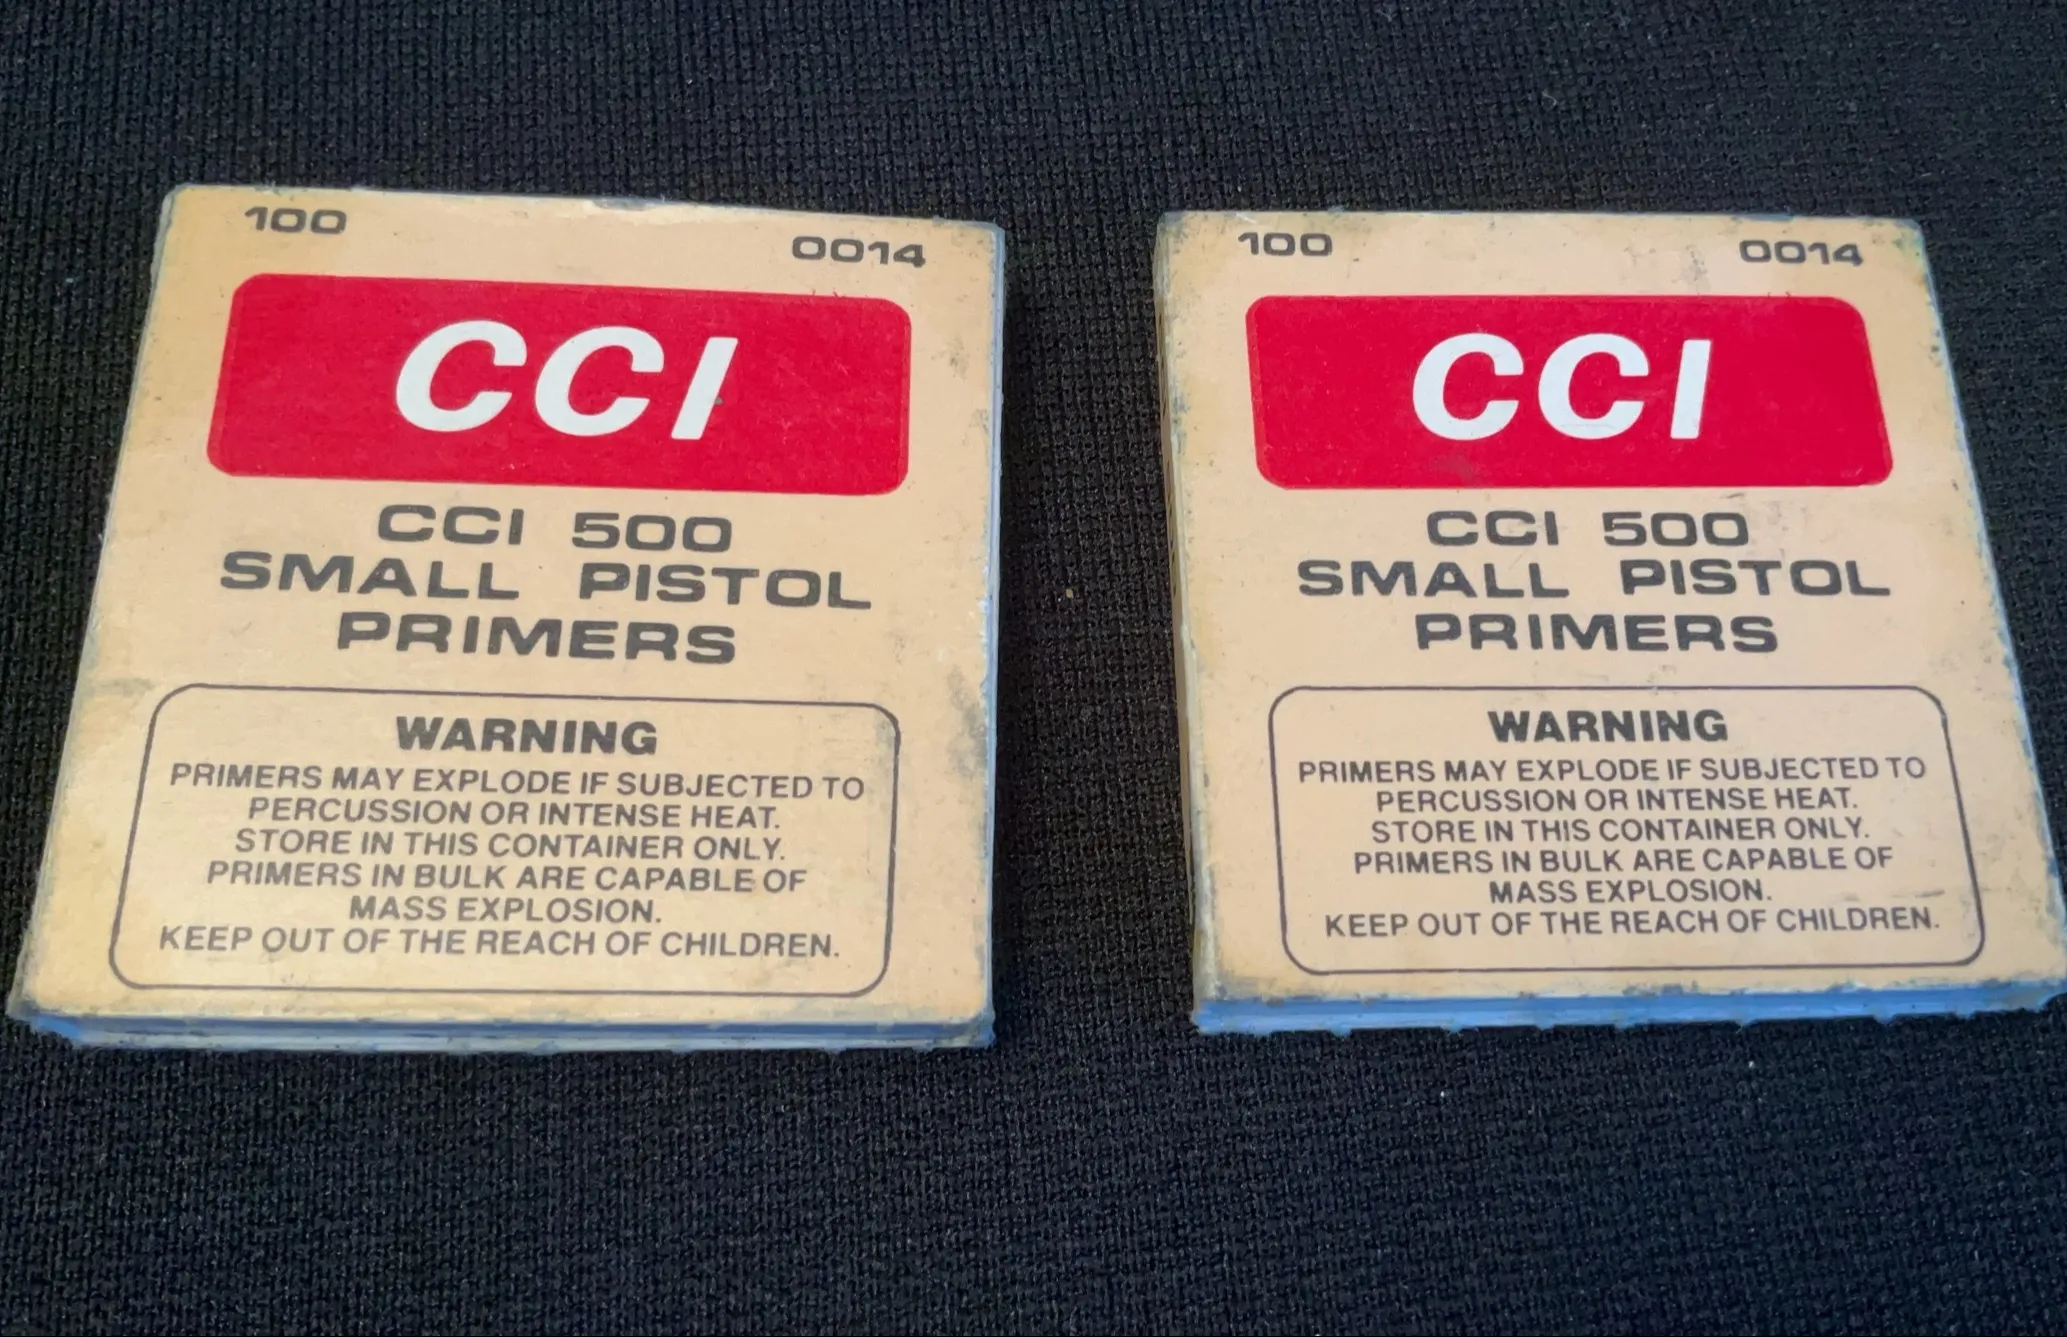 100
0014
CCI
CCI 500
SMALL PISTOL
PRIMERS
WARNING
PRIMERS MAY EXPLODE IF SUBJECTED TO
PERCUSSION OR INTENSE HEAT.
STORE IN THIS CONTAINER ONLY.
PRIMERS IN BULK ARE CAPABLE OF
MASS EXPLOSION.
KEEP OUT OF THE REACH OF CHILDREN.
100
0014
CCI
CCI 500
SMALL PISTOL
PRIMERS
WARNING
PRIMERS MAY EXPLODE IF SUBJECTED TO
PERCUSSION OR INTENSE HEAT.
STORE IN THIS CONTAINER ONLY.
PRIMERS IN BULK ARE CAPABLE OF
MASS EXPLOSION.
KEEP OUT OF THE REACH OF CHILDREN.